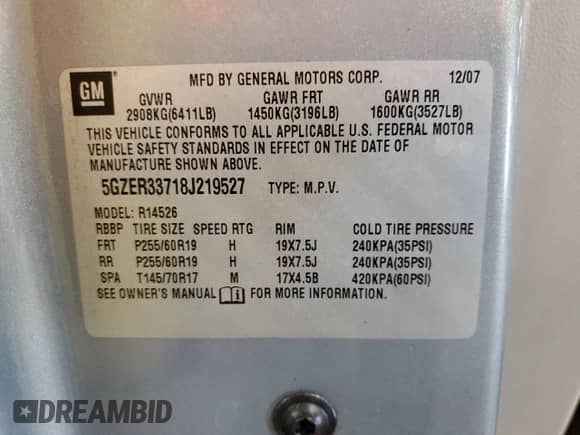 GM
MFD BY GENERAL MOTORS CORP. 12/07
GVWR GAWR FRT GAWR RR
2908KG(6411LB) 1450KG(3196LB) 1600KG(3527LB)
THIS VEHICLE CONFORMS TO ALL APPLICABLE U.S. FEDERAL MOTOR
VEHICLE SAFETY STANDARDS IN EFFECT ON THE DATE OF
MANUFACTURE SHOWN ABOVE.
5GZER33718J219527 TYPE: M.P.V.
MODEL: R14526
RBBP TIRE SIZE SPEED RTG RIM COLD TIRE PRESSURE
FRT P255/60R19 H 19X7.5J 240KPA(35PSI)
RR P255/60R19 H 19X7.5J 240KPA(35PSI)
SPA T145/70R17 M 17X4.5B 420KPA(60PSI)
SEE OWNER'S MANUAL FOR MORE INFORMATION.
DREAMBID